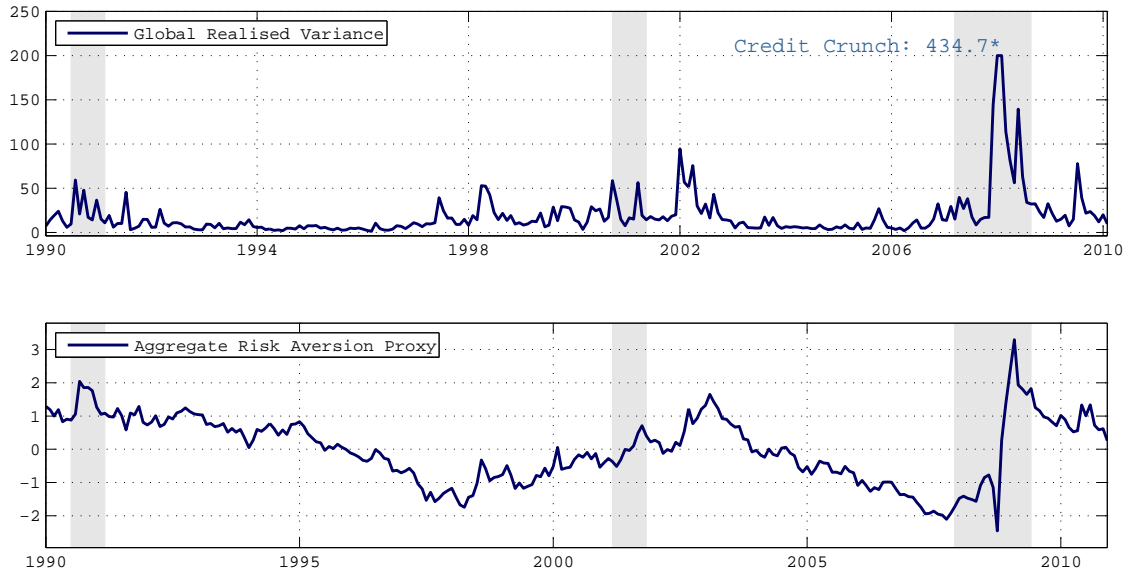 250
Global Realised Variance
Credit Crunch: 434.7*
200
150
100
50
0
1990 1994 1998 2002 2006 2010
Aggregate Risk Aversion Proxy
3
2
1
0
−1
−2
1990 1995 2000 2005 2010